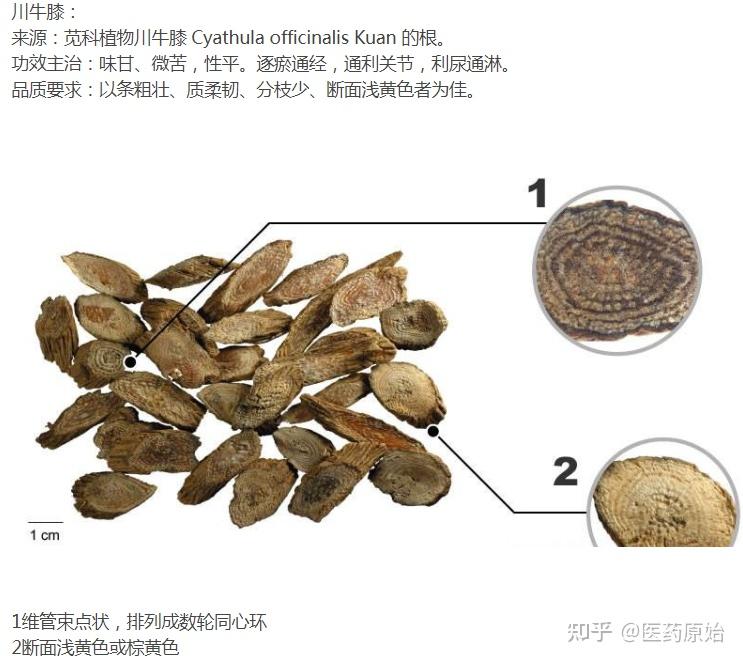 川牛膝：
来源：苋科植物川牛膝 Cyathula officinalis Kuan 的根。
功效主治：味甘、微苦，性平。逐瘀通经，通利关节，利尿通淋。
品质要求：以条粗壮、质柔韧、分枝少、断面浅黄色者为佳。
1
2
1 cm
1维管束点状，排列成数轮同心环
2断面浅黄色或棕黄色
知乎 @医药原始